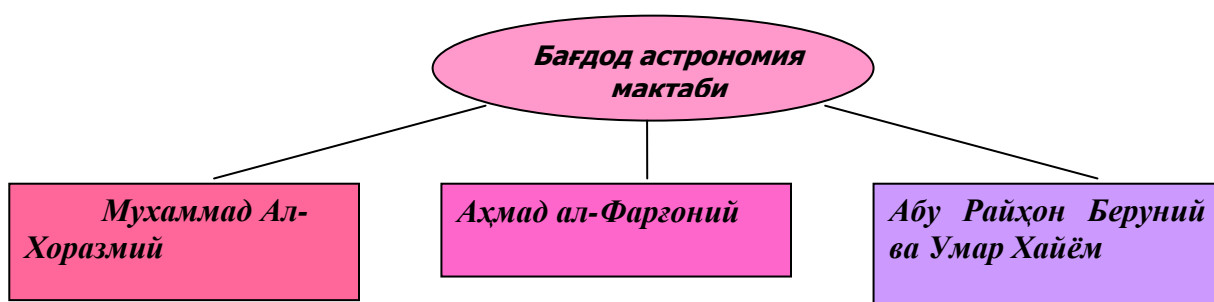 Бағдод астрономия
мактаби
Мухаммад Ал-
Хоразмий
Аҳмад ал-Фарғоний
Абу Райҳон Беруний
ва Умар Хайём